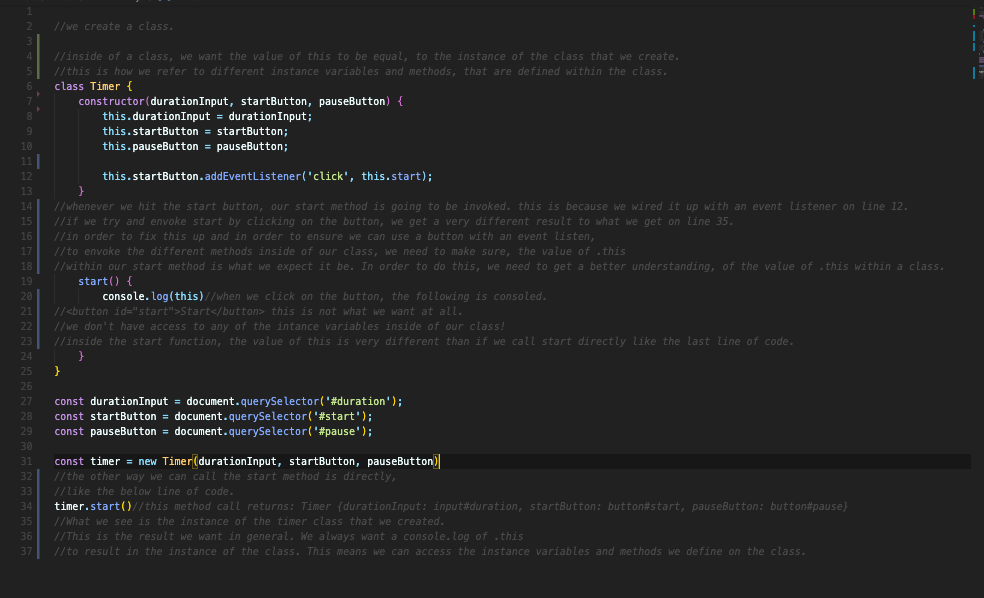 1
2 //we create a class.
3
4 //inside of a class, we want the value of this to be equal, to the instance of the class that we create.
5 //this is how we refer to different instance variables and methods, that are defined within the class.
6 class Timer {
7 constructor(durationInput, startButton, pauseButton) {
8 this.durationInput = durationInput;
9 this.startButton = startButton;
10 this.pauseButton = pauseButton;
11
12 this.startButton.addEventListener('click', this.start);
13 }
14 //whenever we hit the start button, our start method is going to be invoked. this is because we wired it up with an event listener on line 12.
15 //if we try and envoke start by clicking on the button, we get a very different result to what we get on line 35.
16 //in order to fix this up and in order to ensure we can use a button with an event listen,
17 //to envoke the different methods inside of our class, we need to make sure, the value of .this
18 //within our start method is what we expect it be. In order to do this, we need to get a better understanding, of the value of .this within a class.
19 start() {
20 console.log(this)//when we click on the button, the following is consoled.
21 //<button id="start">Start</button> this is not what we want at all.
22 //we don't have access to any of the intance variables inside of our class!
23 //inside the start function, the value of this is very different than if we call start directly like the last line of code.
24 }
25 }
26
27 const durationInput = document.querySelector('#duration');
28 const startButton = document.querySelector('#start');
29 const pauseButton = document.querySelector('#pause');
30
31 const timer = new Timer(durationInput, startButton, pauseButton)
32 //the other way we can call the start method is directly,
33 //like the below line of code.
34 timer.start()//this method call returns: Timer {durationInput: input#duration, startButton: button#start, pauseButton: button#pause}
35 //What we see is the instance of the timer class that we created.
36 //This is the result we want in general. We always want a console.log of .this
37 //to result in the instance of the class. This means we can access the instance variables and methods we define on the class.